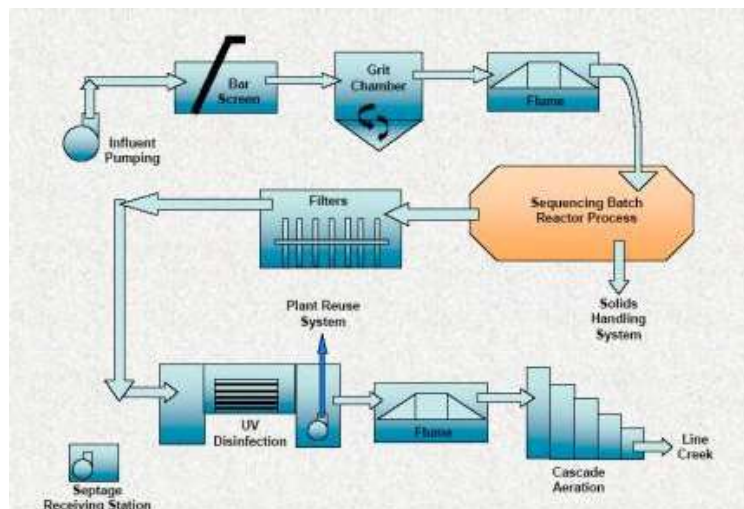 Influent
Pumping
Bar
Screen
Grit
Chamber
Flume
Sequencing Batch
Reactor Process
Solids
Handling
System
Filters
Plant Reuse
System
UV
Disinfection
Flume
Cascade
Aeration
Line
Creek
Septage
Receiving Station